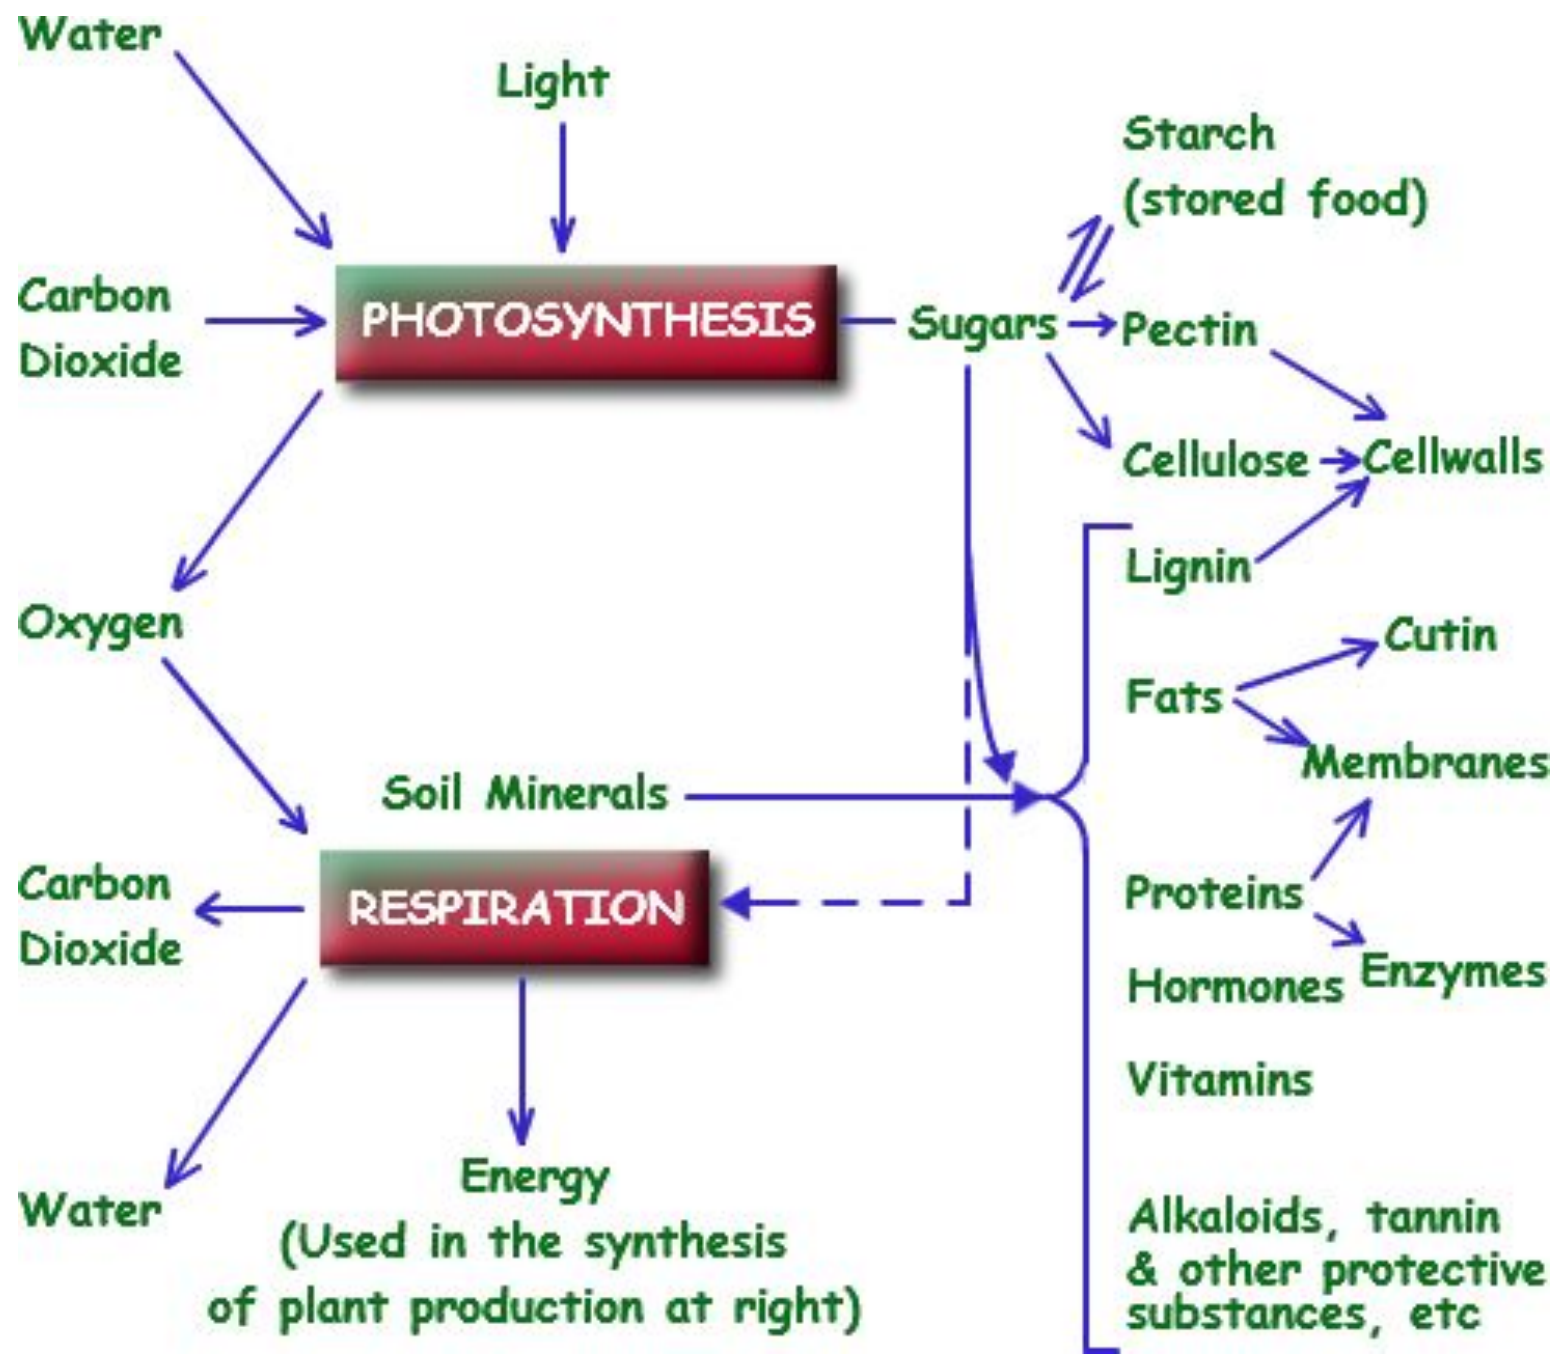 Water
Light
Starch
(stored food)
Carbon
Dioxide
PHOTOSYNTHESIS
Sugars
Pectin
Cellulose
Cellwalls
Lignin
Oxygen
Cutin
Fats
Membranes
Soil Minerals
Carbon
Dioxide
RESPIRATION
Proteins
Enzymes
Hormones
Vitamins
Water
Energy
(Used in the synthesis
of plant production at right)
Alkaloids, tannin
& other protective
substances, etc